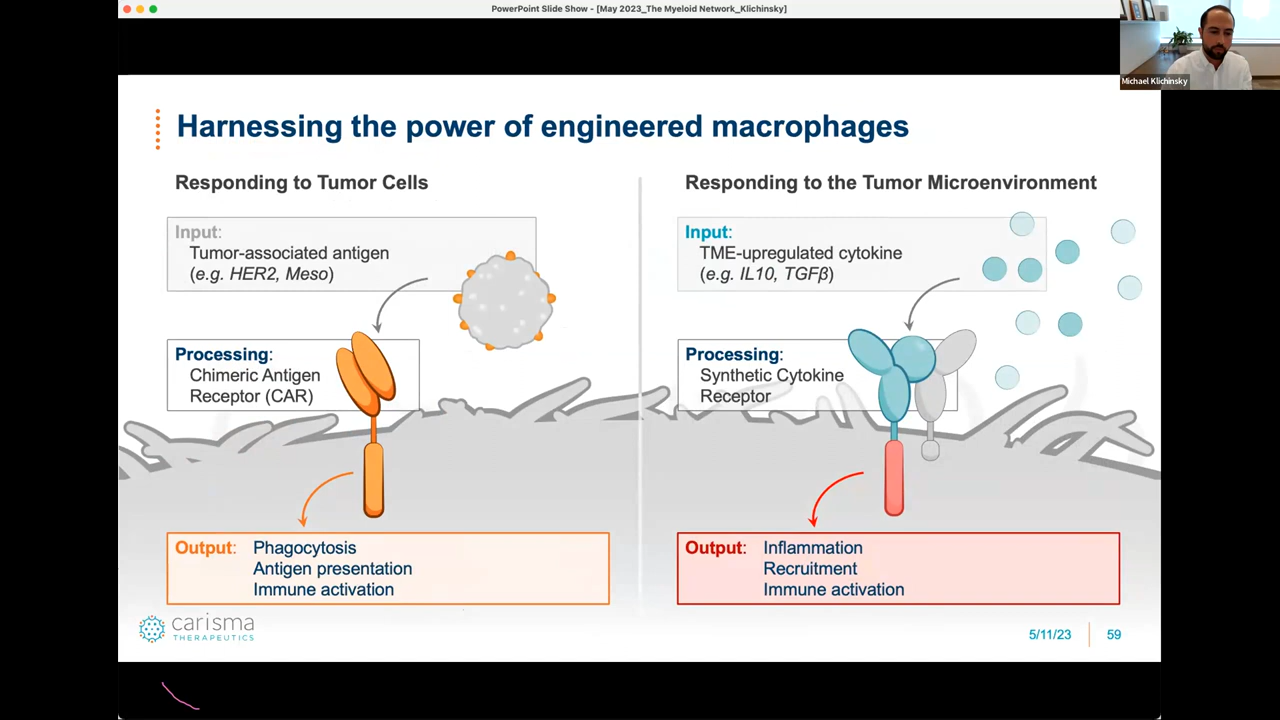 PowerPoint Slide Show - [May 2023_The Myeloid Network_Klichinsky]
Michael Klichinsky
Harnessing the power of engineered macrophages
Responding to Tumor Cells
Input:
Tumor-associated antigen
(e.g. HER2, Meso)
Processing:
Chimeric Antigen
Receptor (CAR)
Output: Phagocytosis
Antigen presentation
Immune activation
Responding to the Tumor Microenvironment
Input:
TME-upregulated cytokine
(e.g. IL10, TGFβ)
Processing:
Synthetic Cytokine
Receptor
Output: Inflammation
Recruitment
Immune activation
carisma
THERAPEUTICS
5/11/23 59